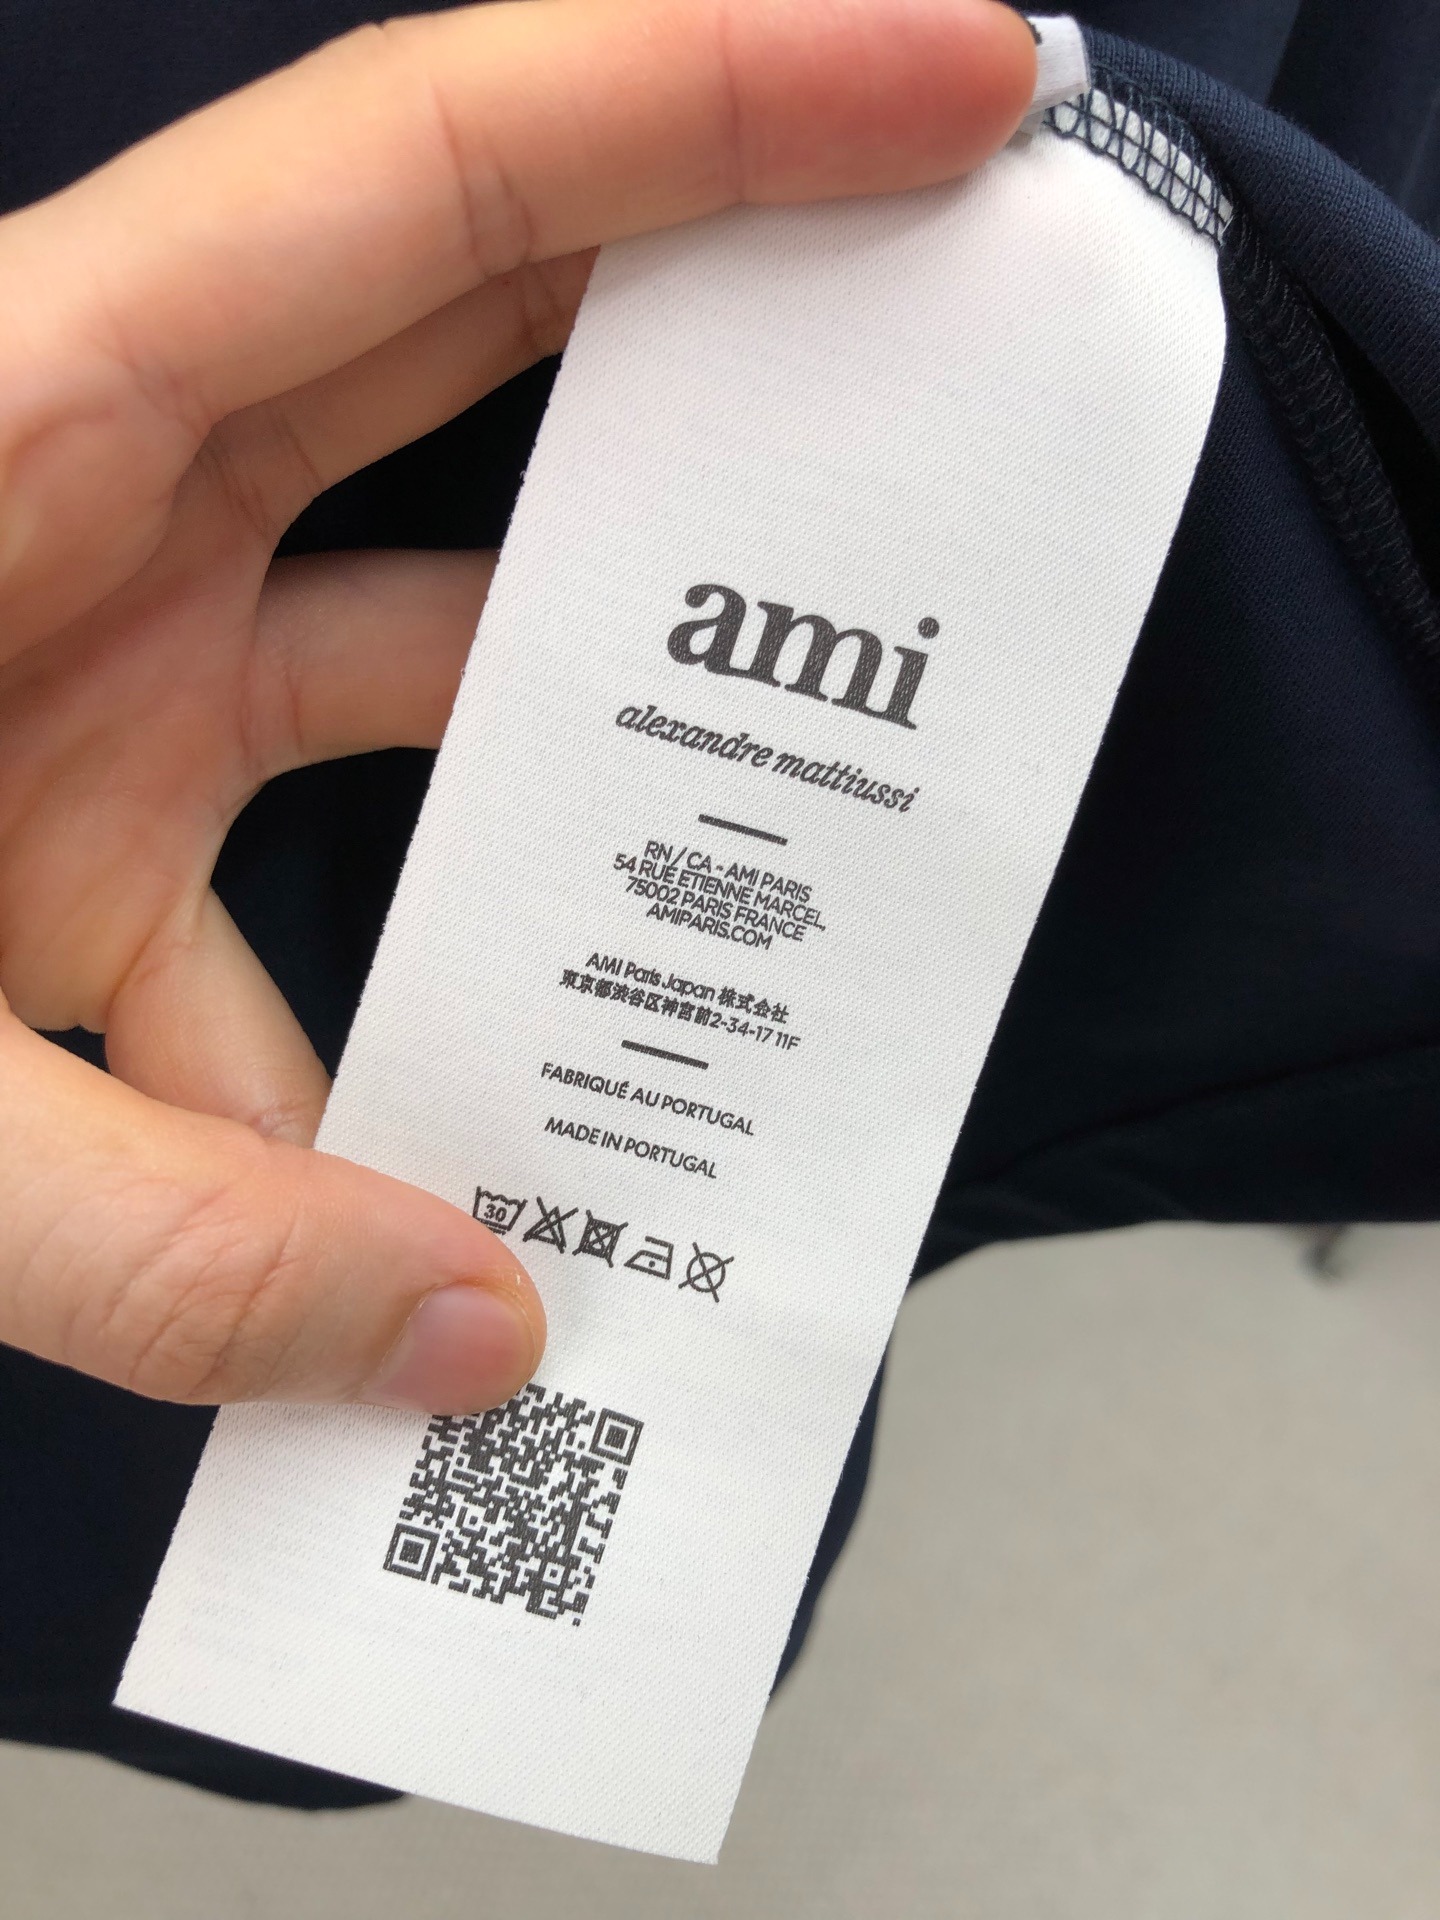 ami
alexandre mattiussi
RN / CA - AMI PARIS
54 RUE ETIENNE MARCEL,
75002 PARIS FRANCE
AMIPARIS.COM
AMI Paris Japan 株式会社
東京都渋谷区神宮前2-34-17 11F
FABRIQUÉ AU PORTUGAL
MADE IN PORTUGAL
30